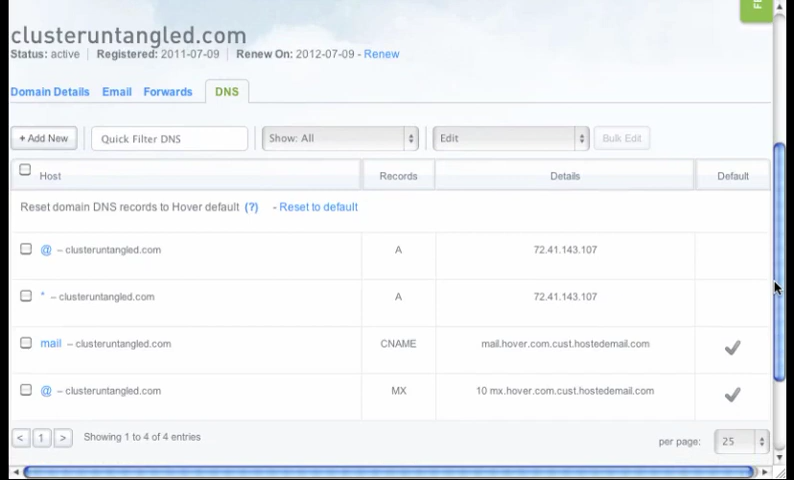 clusteruntangled.com
Status: active | Registered: 2011-07-09 | Renew On: 2012-07-09 - Renew
Domain Details Email Forwards DNS
+ Add New Quick Filter DNS Show: All Edit Bulk Edit
Host Records Details Default
Reset domain DNS records to Hover default (?) - Reset to default
@ – clusteruntangled.com A 72.41.143.107
* – clusteruntangled.com A 72.41.143.107
mail – clusteruntangled.com CNAME mail.hover.com.cust.hostedemail.com
@ – clusteruntangled.com MX 10 mx.hover.com.cust.hostedemail.com
< 1 > Showing 1 to 4 of 4 entries per page: 25